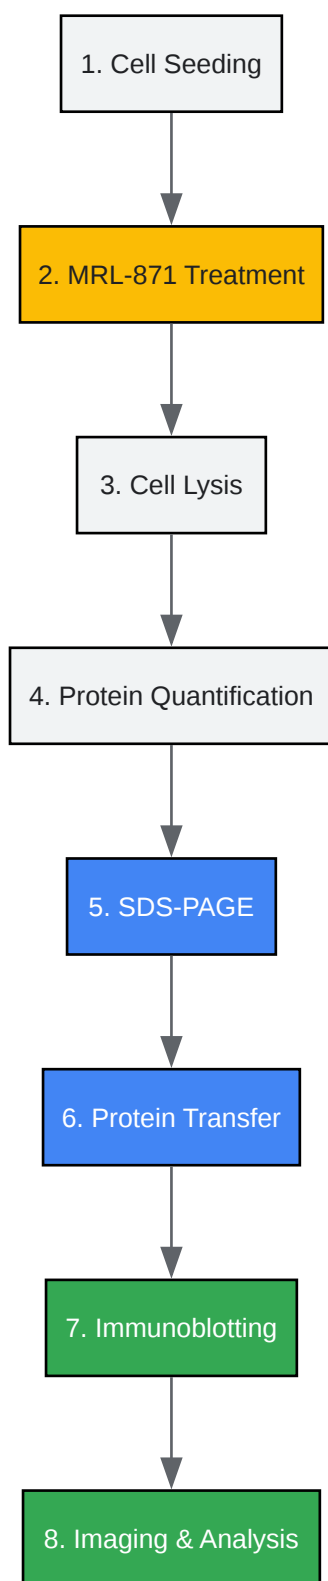 1. Cell Seeding
2. MRL-871 Treatment
3. Cell Lysis
4. Protein Quantification
5. SDS-PAGE
6. Protein Transfer
7. Immunoblotting
8. Imaging & Analysis